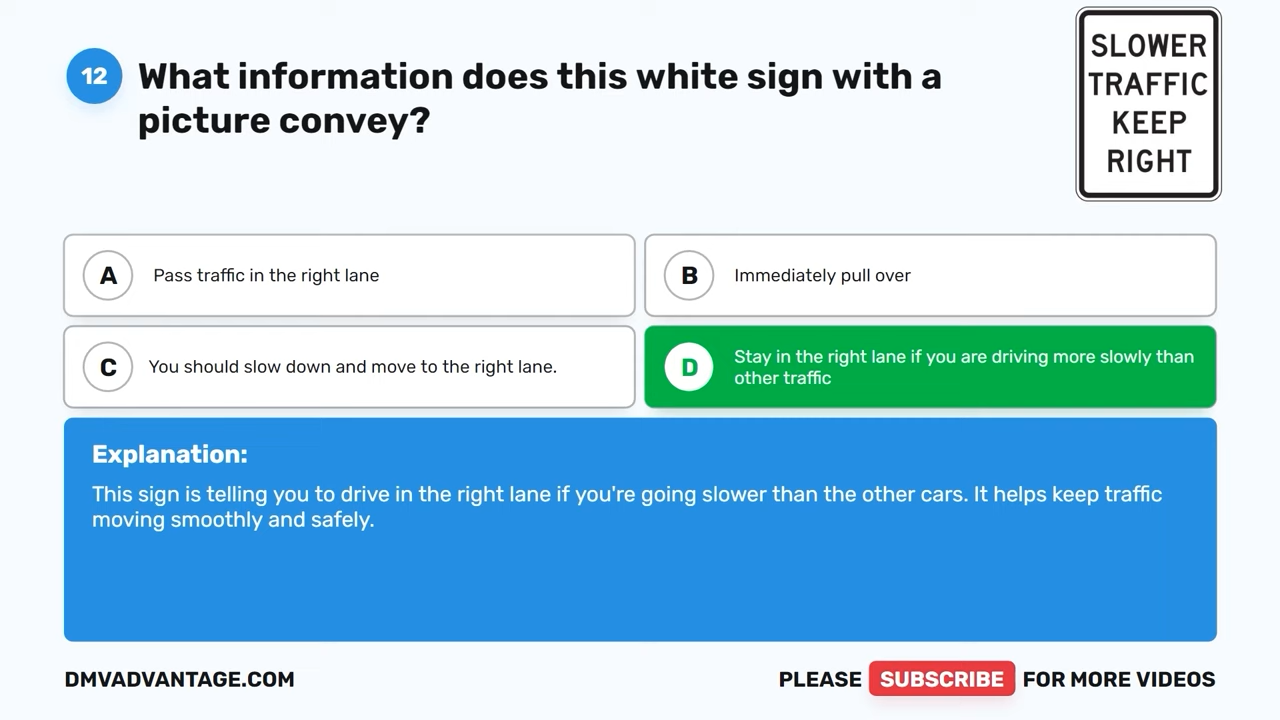 12
What information does this white sign with a
picture convey?
SLOWER
TRAFFIC
KEEP
RIGHT
A
Pass traffic in the right lane
B
Immediately pull over
C
You should slow down and move to the right lane.
D
Stay in the right lane if you are driving more slowly than
other traffic
Explanation:
This sign is telling you to drive in the right lane if you're going slower than the other cars. It helps keep traffic
moving smoothly and safely.
DMVADVANTAGE.COM
PLEASE SUBSCRIBE FOR MORE VIDEOS